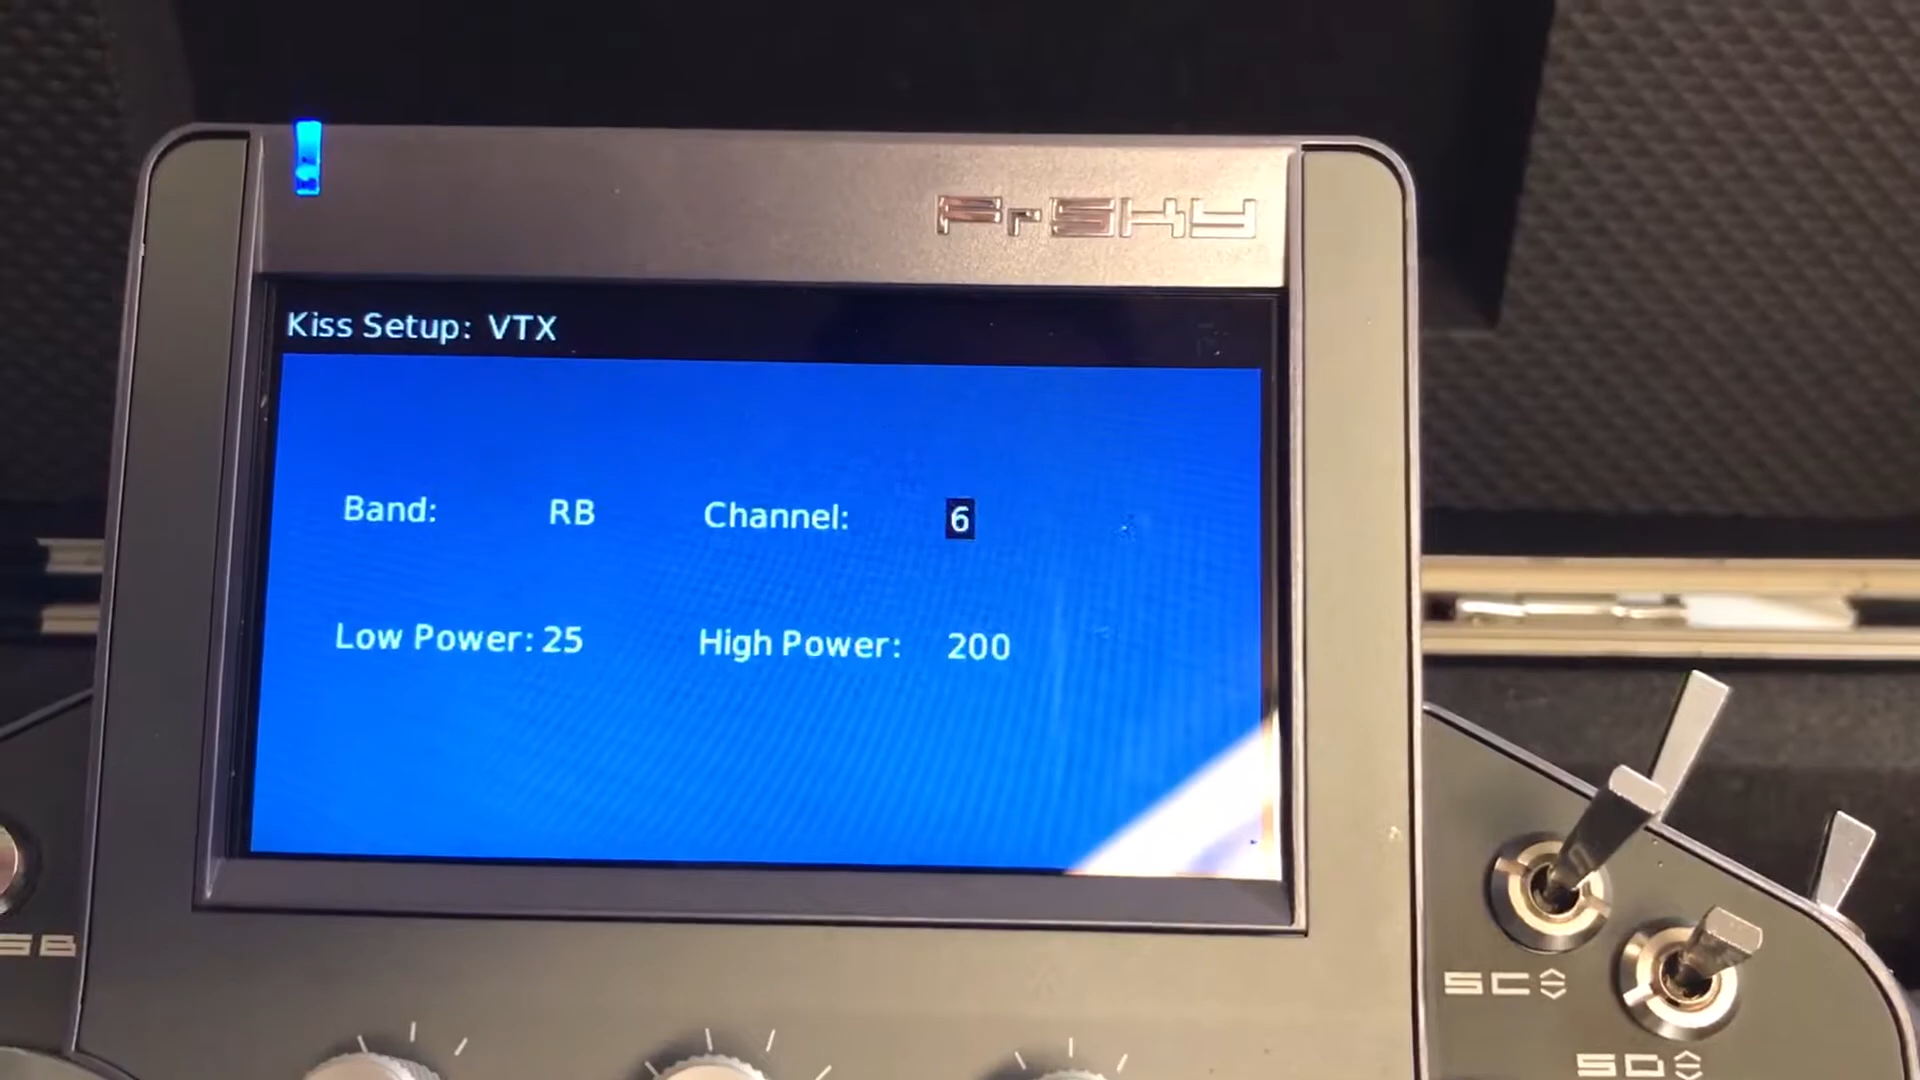 FrSKY
Kiss Setup: VTX
Band: RB Channel: 6
Low Power: 25 High Power: 200
SB
SC
SD